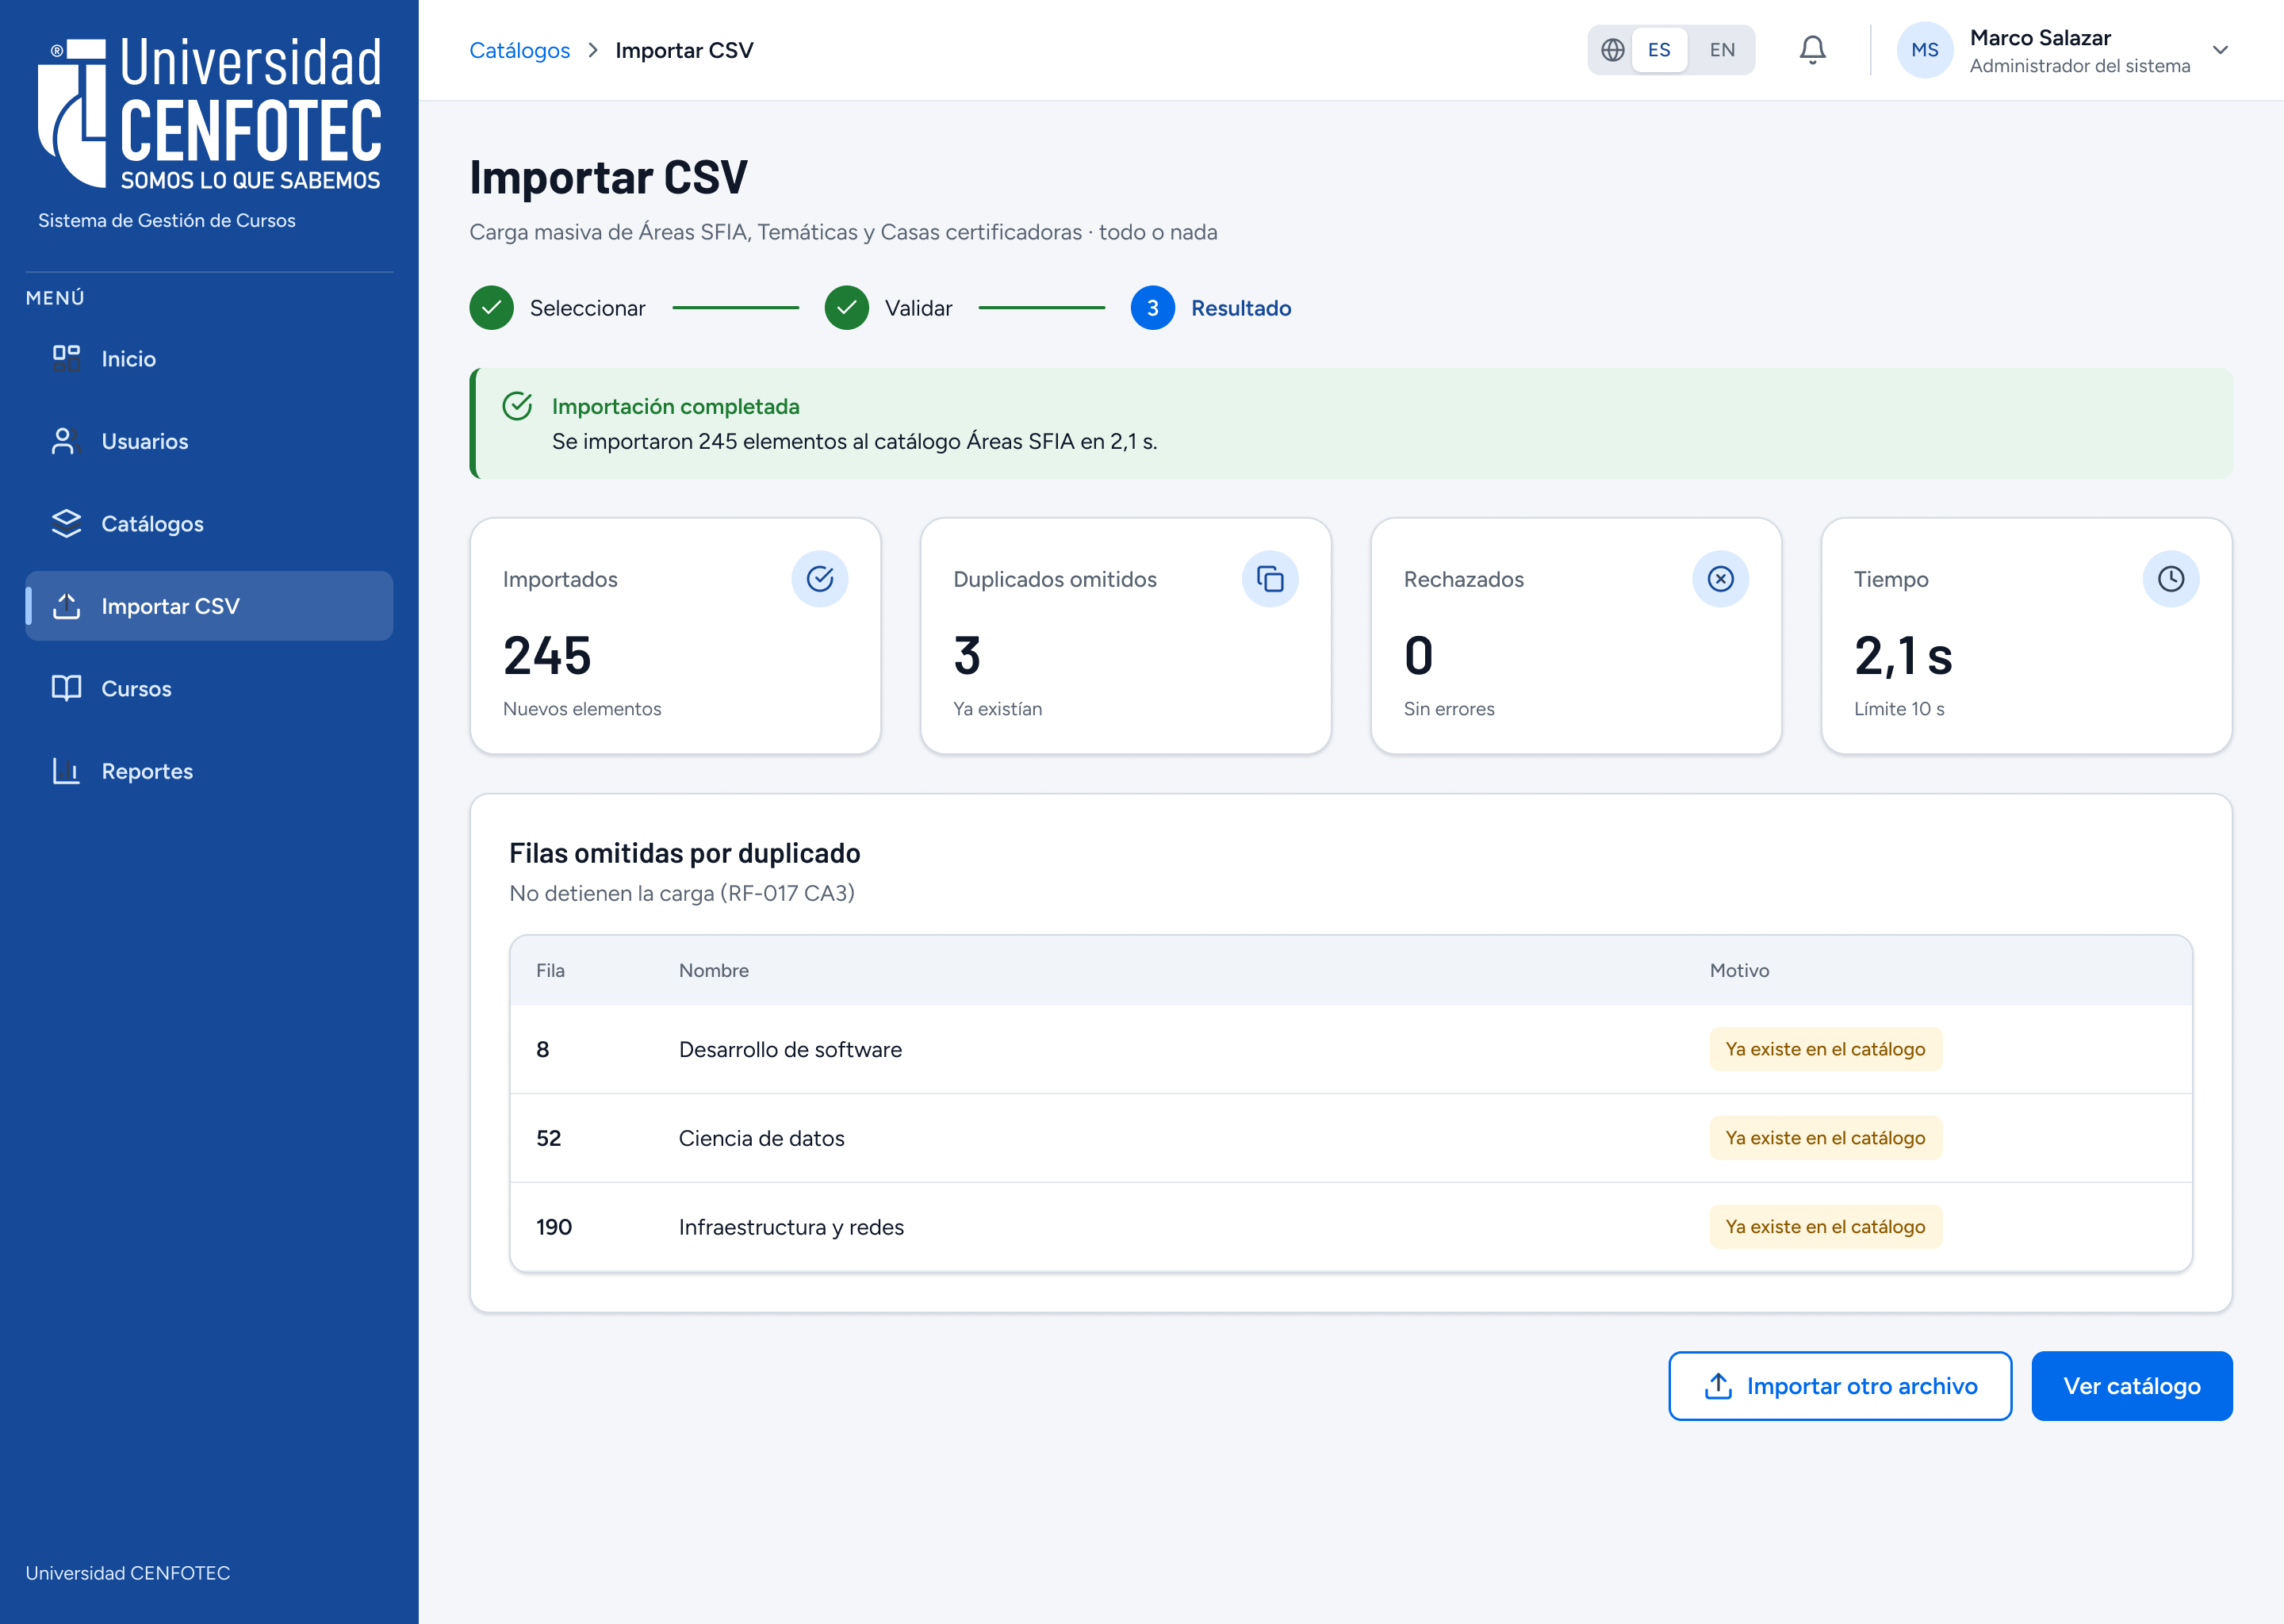 ® Universidad
CENFOTEC
SOMOS LO QUE SABEMOS
Sistema de Gestión de Cursos
MENÚ
Inicio
Usuarios
Catálogos
Importar CSV
Cursos
Reportes
Universidad CENFOTEC
Catálogos > Importar CSV
ES EN
MS
Marco Salazar
Administrador del sistema
Importar CSV
Carga masiva de Áreas SFIA, Temáticas y Casas certificadoras · todo o nada
Seleccionar Validar 3 Resultado
Importación completada
Se importaron 245 elementos al catálogo Áreas SFIA en 2,1 s.
Importados
245
Nuevos elementos
Duplicados omitidos
3
Ya existían
Rechazados
0
Sin errores
Tiempo
2,1 s
Límite 10 s
Filas omitidas por duplicado
No detienen la carga (RF-017 CA3)
Fila Nombre Motivo
8 Desarrollo de software Ya existe en el catálogo
52 Ciencia de datos Ya existe en el catálogo
190 Infraestructura y redes Ya existe en el catálogo
Importar otro archivo
Ver catálogo